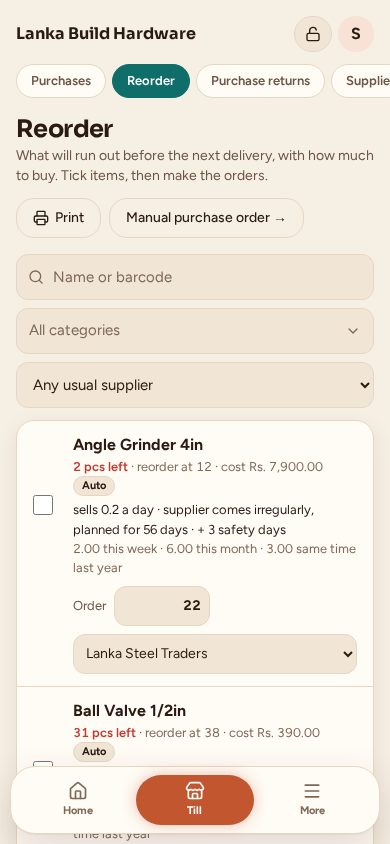 Lanka Build Hardware
S
Purchases
Reorder
Purchase returns
Supplie
Reorder
What will run out before the next delivery, with how much
to buy. Tick items, then make the orders.
Print
Manual purchase order →
Name or barcode
All categories
Any usual supplier
Angle Grinder 4in
2 pcs left · reorder at 12 · cost Rs. 7,900.00
Auto
sells 0.2 a day · supplier comes irregularly,
planned for 56 days · + 3 safety days
2.00 this week · 6.00 this month · 3.00 same time
last year
Order 22
Lanka Steel Traders
Ball Valve 1/2in
31 pcs left · reorder at 38 · cost Rs. 390.00
Auto
Home
Till
More
time last year